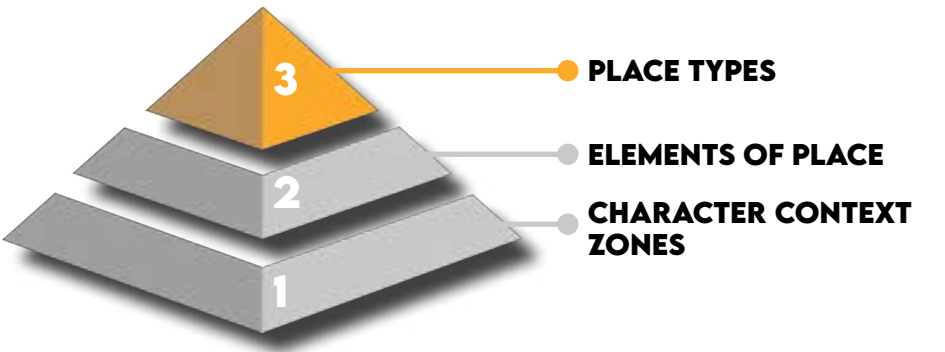 3
PLACE TYPES
2
ELEMENTS OF PLACE
CHARACTER CONTEXT
ZONES
1